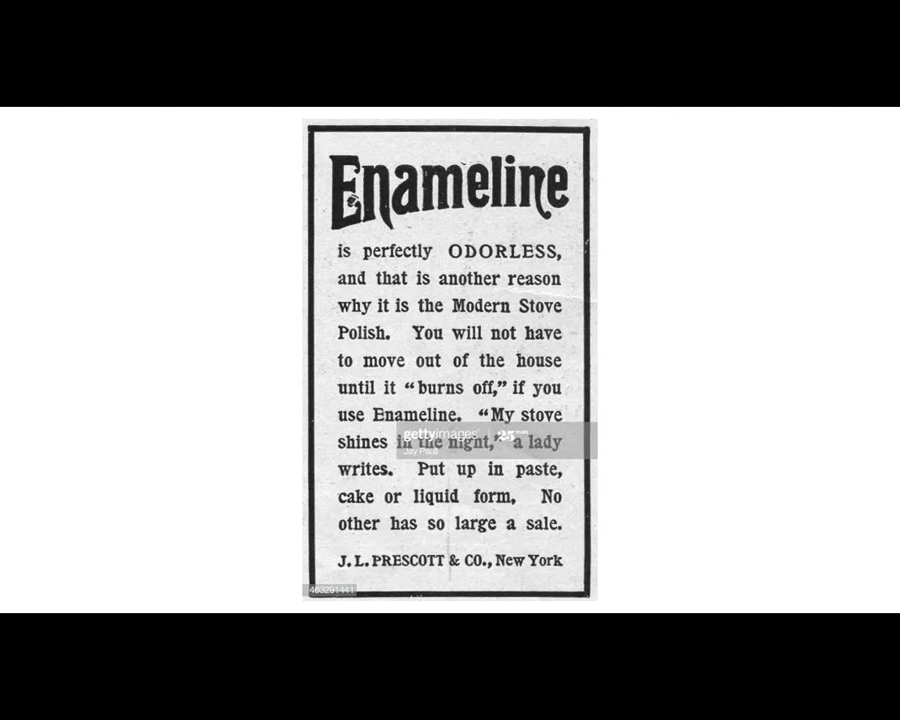 Enameline
is perfectly ODORLESS,
and that is another reason
why it is the Modern Stove
Polish. You will not have
to move out of the house
until it “burns off,” if you
use Enameline. “My stove
shines in the night,” a lady
writes. Put up in paste,
cake or liquid form. No
other has so large a sale.
J. L. PRESCOTT & CO., New York
gettyimages
Jay Paull
463291441